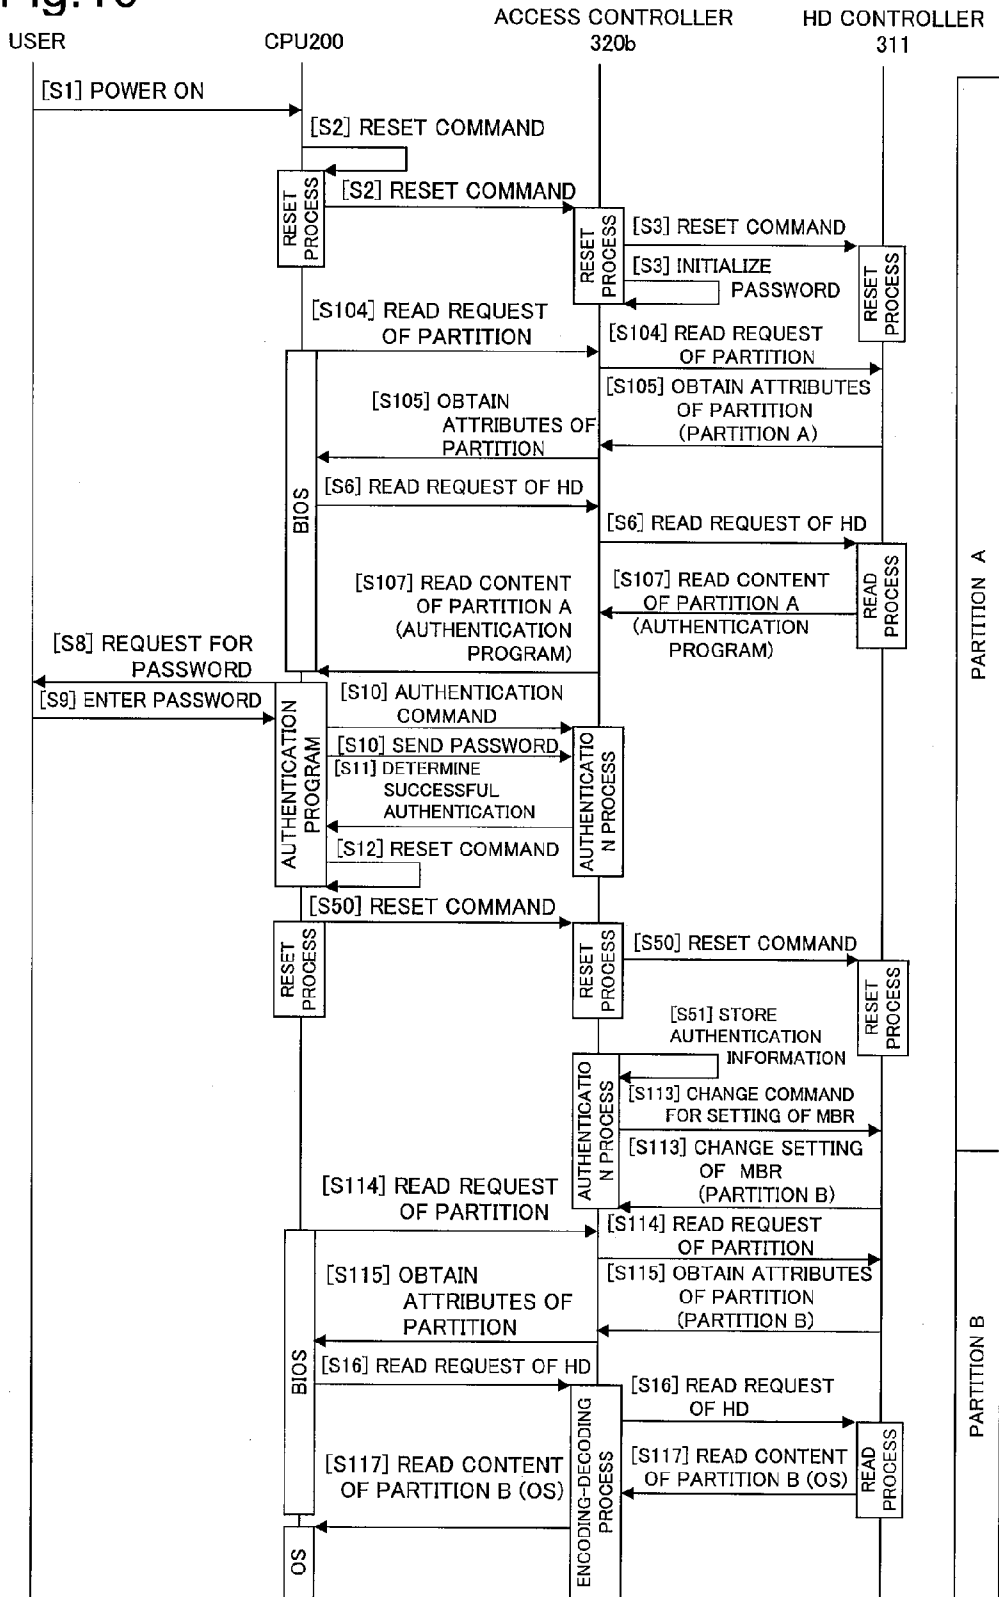 Fig.10
USER
CPU200
ACCESS CONTROLLER
320b
HD CONTROLLER
311
[S1] POWER ON
[S2] RESET COMMAND
RESET
PROCESS
[S2] RESET COMMAND
RESET
PROCESS
[S3] RESET COMMAND
[S3] INITIALIZE
PASSWORD
RESET
PROCESS
[S104] READ REQUEST
OF PARTITION
[S104] READ REQUEST
OF PARTITION
[S105] OBTAIN ATTRIBUTES
OF PARTITION
(PARTITION A)
[S105] OBTAIN
ATTRIBUTES OF
PARTITION
BIOS
[S6] READ REQUEST OF HD
[S6] READ REQUEST OF HD
READ
PROCESS
[S107] READ CONTENT
OF PARTITION A
(AUTHENTICATION
PROGRAM)
[S107] READ CONTENT
OF PARTITION A
(AUTHENTICATION
PROGRAM)
PARTITION A
[S8] REQUEST FOR
PASSWORD
[S9] ENTER PASSWORD
AUTHENTICATION
PROGRAM
[S10] AUTHENTICATION
COMMAND
[S10] SEND PASSWORD
[S11] DETERMINE
SUCCESSFUL
AUTHENTICATION
AUTHENTICATIO
N PROCESS
[S12] RESET COMMAND
[S50] RESET COMMAND
RESET
PROCESS
RESET
PROCESS
[S50] RESET COMMAND
RESET
PROCESS
[S51] STORE
AUTHENTICATION
INFORMATION
AUTHENTICATIO
N PROCESS
[S113] CHANGE COMMAND
FOR SETTING OF MBR
[S113] CHANGE SETTING
OF MBR
(PARTITION B)
[S114] READ REQUEST
OF PARTITION
[S114] READ REQUEST
OF PARTITION
[S115] OBTAIN ATTRIBUTES
OF PARTITION
(PARTITION B)
[S115] OBTAIN
ATTRIBUTES OF
PARTITION
BIOS
[S16] READ REQUEST OF HD
[S16] READ REQUEST
OF HD
ENCODING-DECODING
PROCESS
READ
PROCESS
[S117] READ CONTENT
OF PARTITION B (OS)
[S117] READ CONTENT
OF PARTITION B (OS)
OS
PARTITION B